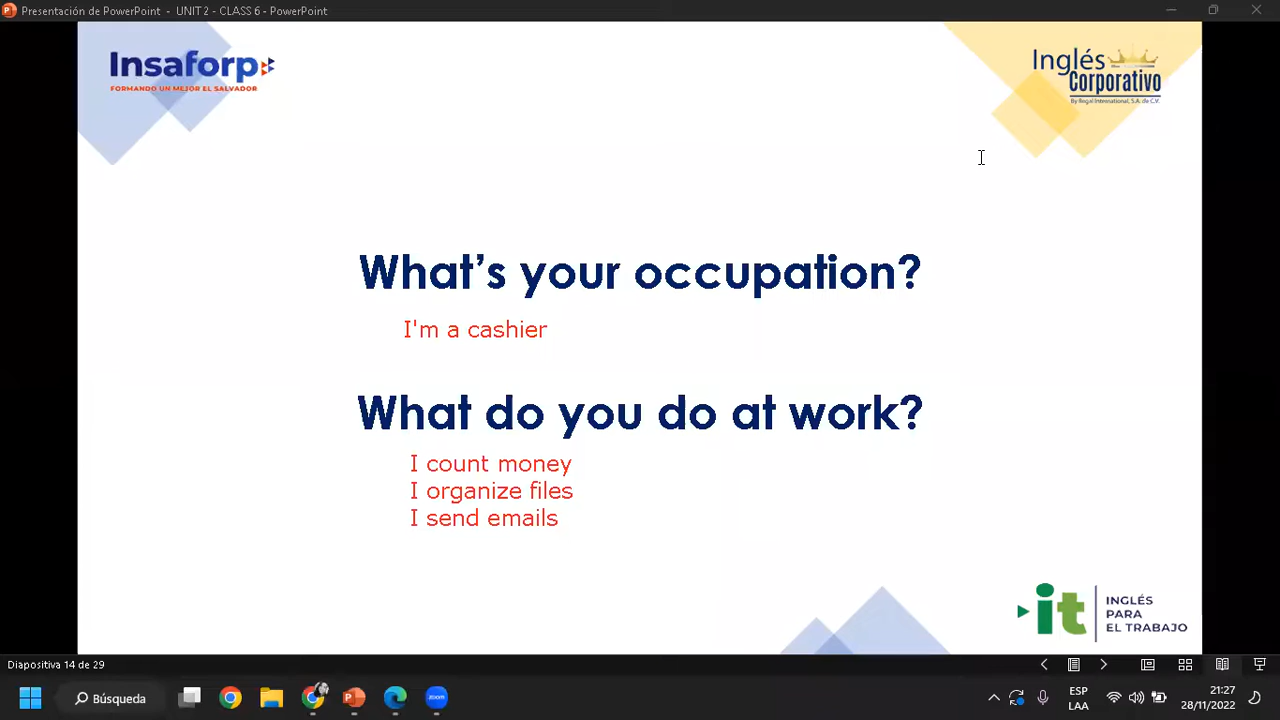 Presentación de PowerPoint - UNIT 2 - CLASS 6 - PowerPoint
Insaforp
FORMANDO UN MEJOR EL SALVADOR
Inglés
Corporativo
By Regal International, S.A. de C.V.
What's your occupation?
I'm a cashier
What do you do at work?
I count money
I organize files
I send emails
it
INGLÉS
PARA
EL TRABAJO
Diapositiva 14 de 29
Búsqueda
zoom
ESP
LAA
21:27
28/11/2022